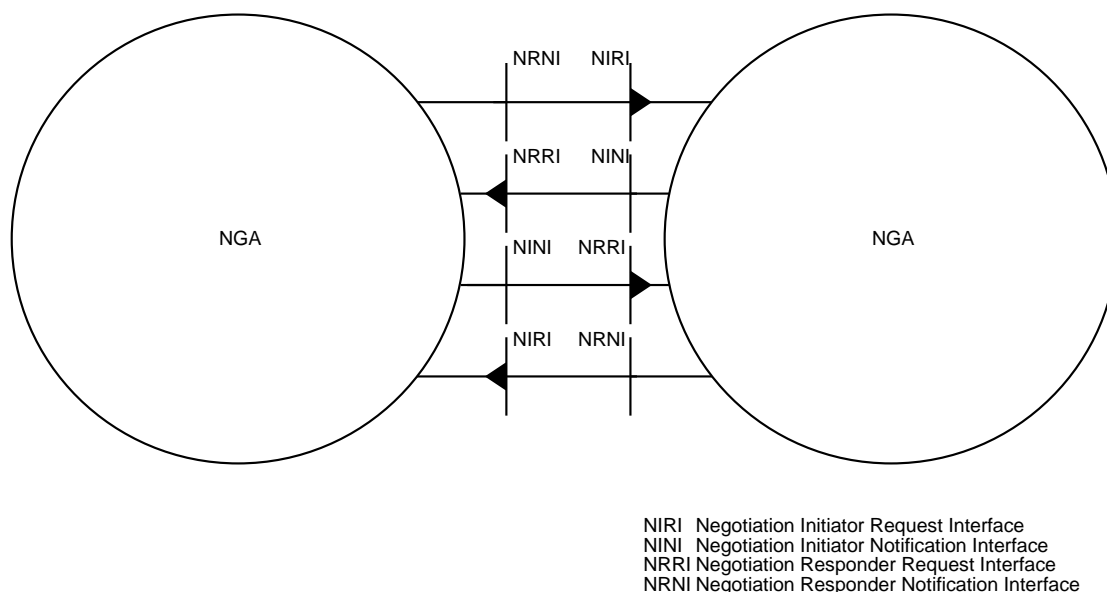 NRNI NIRI
NRRI NINI
NGA NGA
NINI NRRI
NIRI NRNI
NIRI Negotiation Initiator Request Interface
NINI Negotiation Initiator Notification Interface
NRRI Negotiation Responder Request Interface
NRNI Negotiation Responder Notification Interface